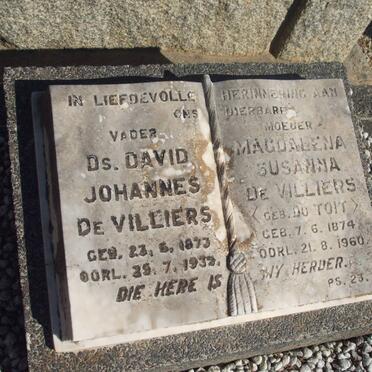 IN LIEFDEVOLLE HERINNERING AAN
ONS DIERBARE
VADER MOEDER
DS. DAVID
JOHANNES
DE VILLIERS
GEB. 23. 6. 1873
OORL. 1.7. 193
MAGDALENA
SUSANNA
DE VILLIERS
(GEB. DU TOIT)
GEB. 7. 6. 1874
OORL. 21. 8. 1960.
DIE HERE IS MY HERDER.
PS. 23.